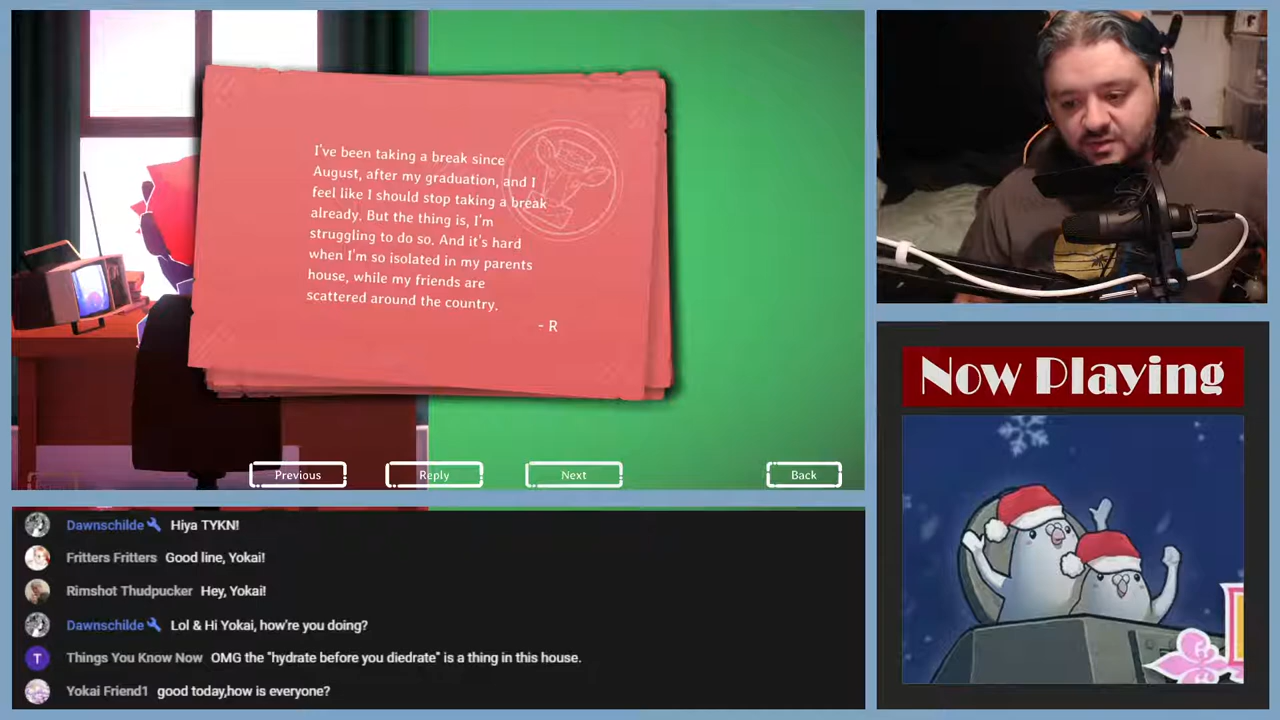 I've been taking a break since
August, after my graduation, and I
feel like I should stop taking a break
already. But the thing is, I'm
struggling to do so. And it's hard
when I'm so isolated in my parents
house, while my friends are
scattered around the country.
- R
Previous
Reply
Next
Back
Now Playing
Dawnschilde Hiya TYKN!
Fritters Fritters Good line, Yokai!
Rimshot Thudpucker Hey, Yokai!
Dawnschilde Lol & Hi Yokai, how're you doing?
T Things You Know Now OMG the "hydrate before you diedrate" is a thing in this house.
Yokai Friend1 good today,how is everyone?